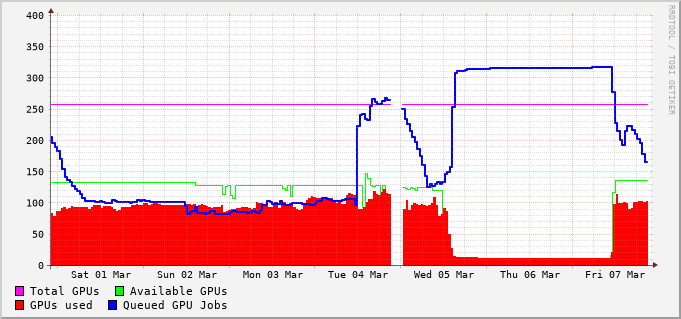 RRDTOOL / TOBI OETIKER
400
350
300
250
200
150
100
50
0
Sat 01 Mar Sun 02 Mar Mon 03 Mar Tue 04 Mar Wed 05 Mar Thu 06 Mar Fri 07 Mar
Total GPUs Available GPUs
GPUs used Queued GPU Jobs